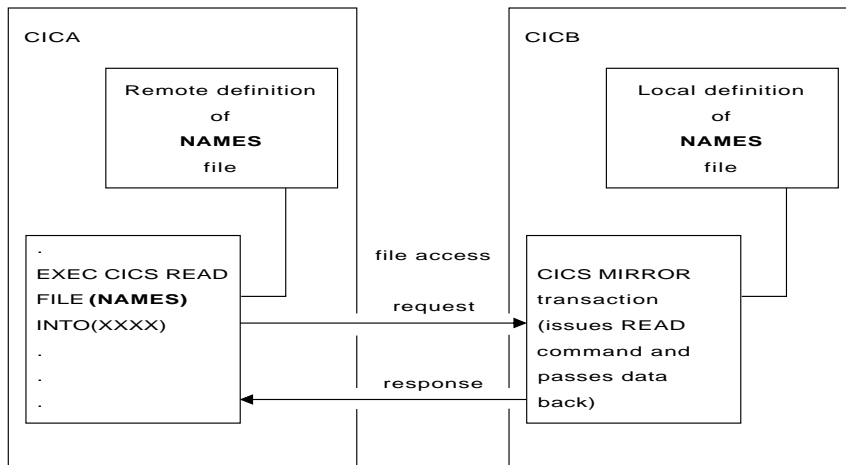 CICA
Remote definition
of
NAMES
file
.
EXEC CICS READ
FILE (NAMES)
INTO(XXXX)
.
.
.
file access
request
response
CICB
Local definition
of
NAMES
file
CICS MIRROR
transaction
(issues READ
command and
passes data
back)